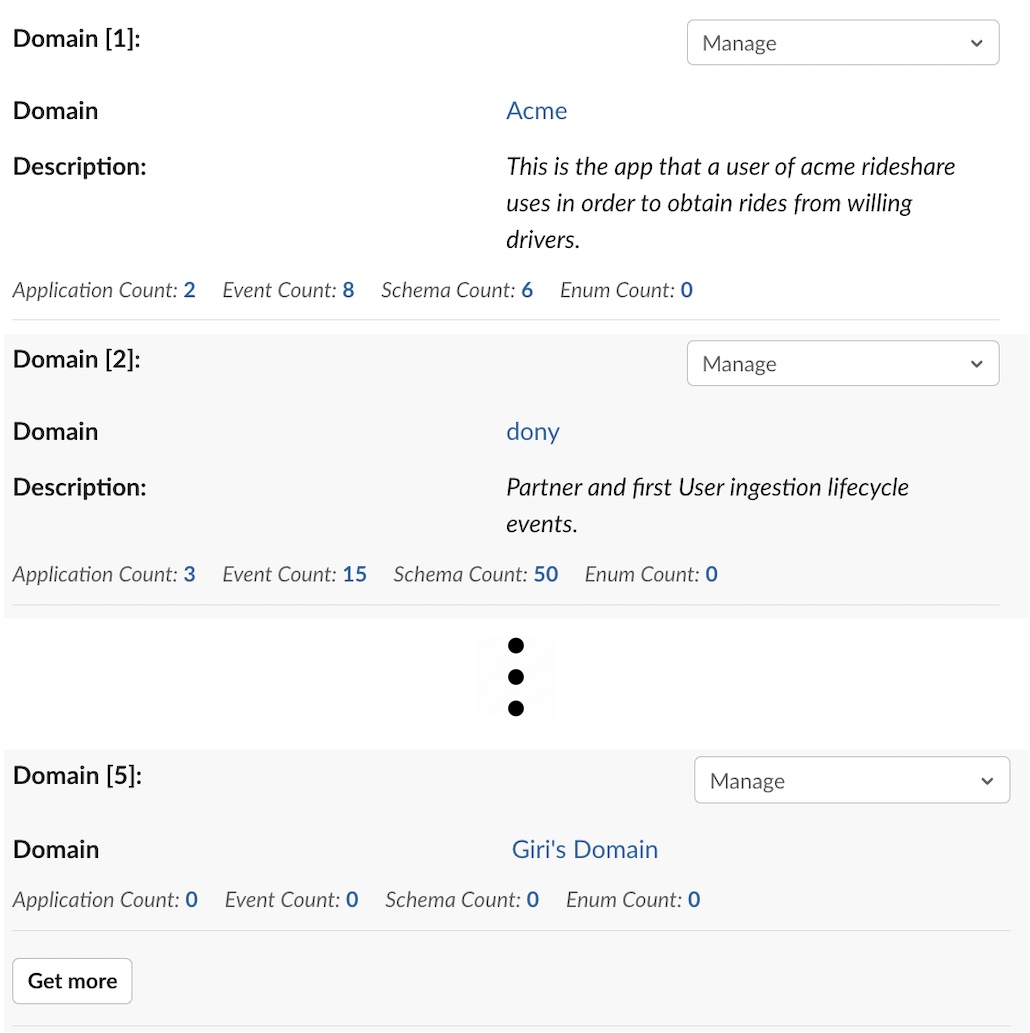 Domain [1]:
Manage
Domain
Acme
Description:
This is the app that a user of acme rideshare
uses in order to obtain rides from willing
drivers.
Application Count: 2 Event Count: 8 Schema Count: 6 Enum Count: 0
Domain [2]:
Manage
Domain
dony
Description:
Partner and first User ingestion lifecycle
events.
Application Count: 3 Event Count: 15 Schema Count: 50 Enum Count: 0
Domain [5]:
Manage
Domain
Giri's Domain
Application Count: 0 Event Count: 0 Schema Count: 0 Enum Count: 0
Get more